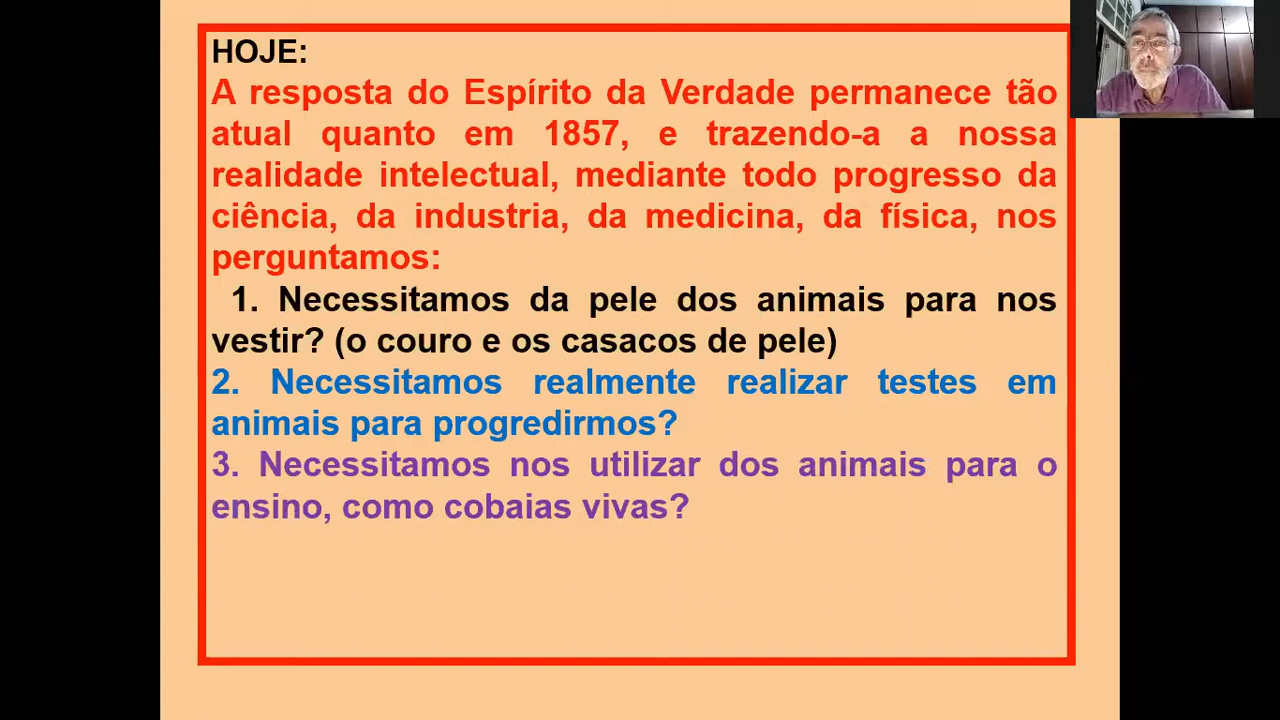 HOJE:
A resposta do Espírito da Verdade permanece tão
atual quanto em 1857, e trazendo-a a nossa
realidade intelectual, mediante todo progresso da
ciência, da industria, da medicina, da física, nos
perguntamos:
1. Necessitamos da pele dos animais para nos
vestir? (o couro e os casacos de pele)
2. Necessitamos realmente realizar testes em
animais para progredirmos?
3. Necessitamos nos utilizar dos animais para o
ensino, como cobaias vivas?